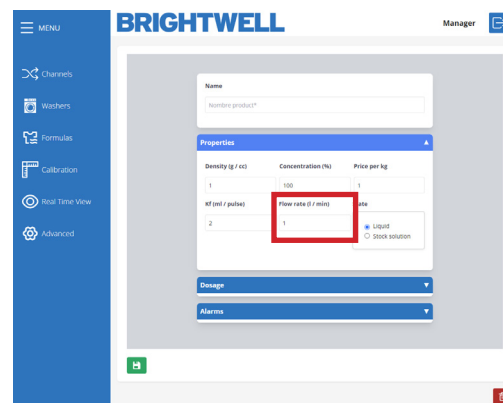 MENU
BRIGHTWELL
Manager
Channels
Washers
Formulas
Calibration
Real Time View
Advanced
Name
Nombre product*
Properties
Density (g / cc) Concentration (%) Price per kg
1 100 1
Kf (ml / pulse) Flow rate (l / min) ate
2 1
Liquid
Stock solution
Dosage
Alarms